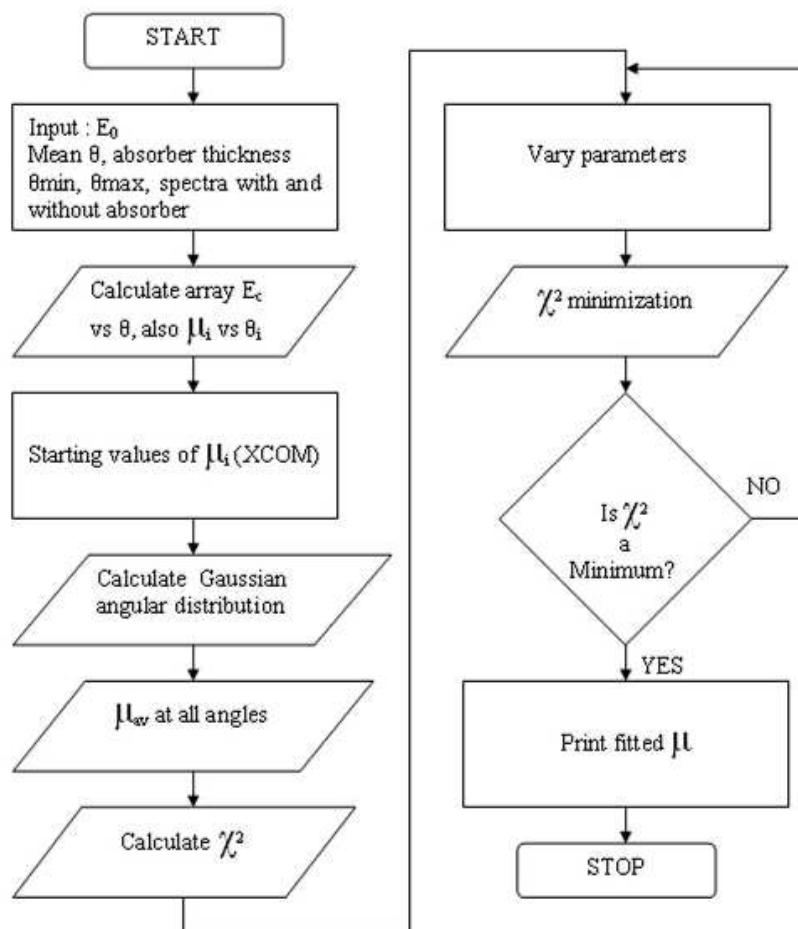 START
Input : E₀
Mean θ, absorber thickness
θmin, θmax, spectra with and
without absorber
Calculate array E_c
vs θ, also μᵢ vs θᵢ
Starting values of μᵢ (XCOM)
Calculate Gaussian
angular distribution
μ_av at all angles
Calculate χ²
Vary parameters
χ² minimization
Is χ²
a
Minimum?
NO
YES
Print fitted μ
STOP